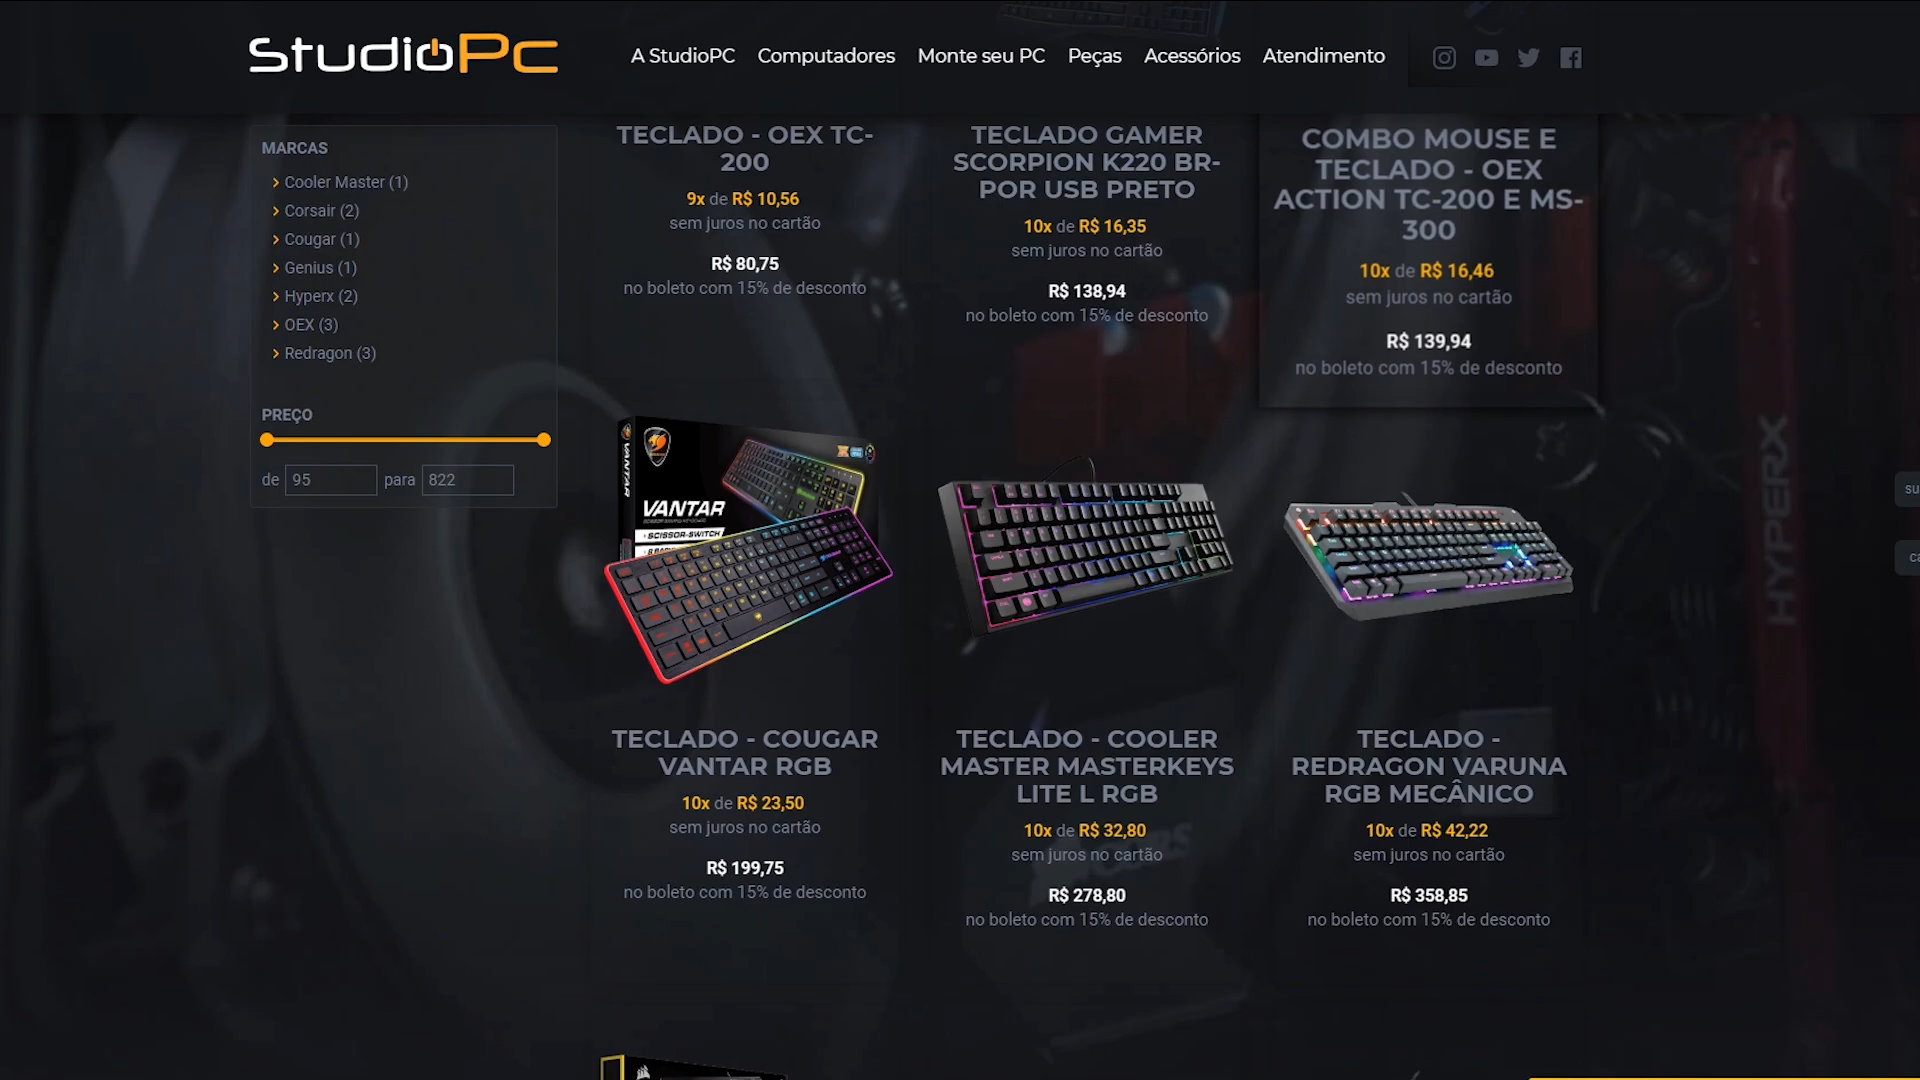 StudioPC
A StudioPC
Computadores
Monte seu PC
Peças
Acessórios
Atendimento
MARCAS
Cooler Master (1)
Corsair (2)
Cougar (1)
Genius (1)
Hyperx (2)
OEX (3)
Redragon (3)
PREÇO
de 95 para 822
TECLADO - OEX TC-
200
9x de R$ 10,56
sem juros no cartão
R$ 80,75
no boleto com 15% de desconto
TECLADO GAMER
SCORPION K220 BR-
POR USB PRETO
10x de R$ 16,35
sem juros no cartão
R$ 138,94
no boleto com 15% de desconto
COMBO MOUSE E
TECLADO - OEX
ACTION TC-200 E MS-
300
10x de R$ 16,46
sem juros no cartão
R$ 139,94
no boleto com 15% de desconto
VANTAR
VANTAR
SCISSOR-SWITCH
HYPERX
su
ca
TECLADO - COUGAR
VANTAR RGB
10x de R$ 23,50
sem juros no cartão
R$ 199,75
no boleto com 15% de desconto
TECLADO - COOLER
MASTER MASTERKEYS
LITE L RGB
10x de R$ 32,80
sem juros no cartão
R$ 278,80
no boleto com 15% de desconto
TECLADO -
REDRAGON VARUNA
RGB MECÂNICO
10x de R$ 42,22
sem juros no cartão
R$ 358,85
no boleto com 15% de desconto